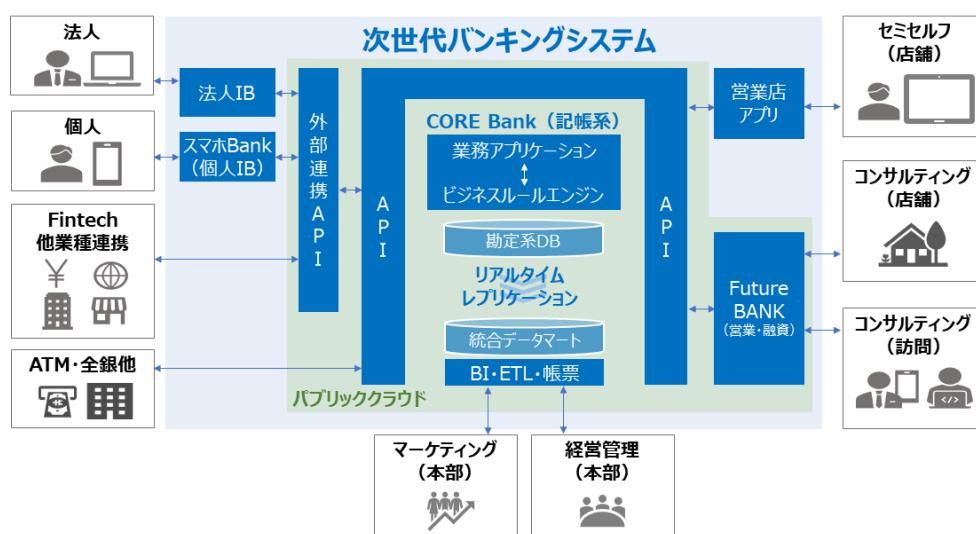 次世代バンキングシステム
法人
個人
Fintech
他業種連携
ATM・全銀他
法人IB
スマホBank
(個人IB)
外部連携API
API
CORE Bank(記帳系)
業務アプリケーション
ビジネスルールエンジン
勘定系DB
リアルタイム
レプリケーション
統合データマート
BI・ETL・帳票
パブリッククラウド
API
営業店
アプリ
Future
BANK
(営業・融資)
セミセルフ
(店舗)
コンサルティング
(店舗)
コンサルティング
(訪問)
マーケティング
(本部)
経営管理
(本部)